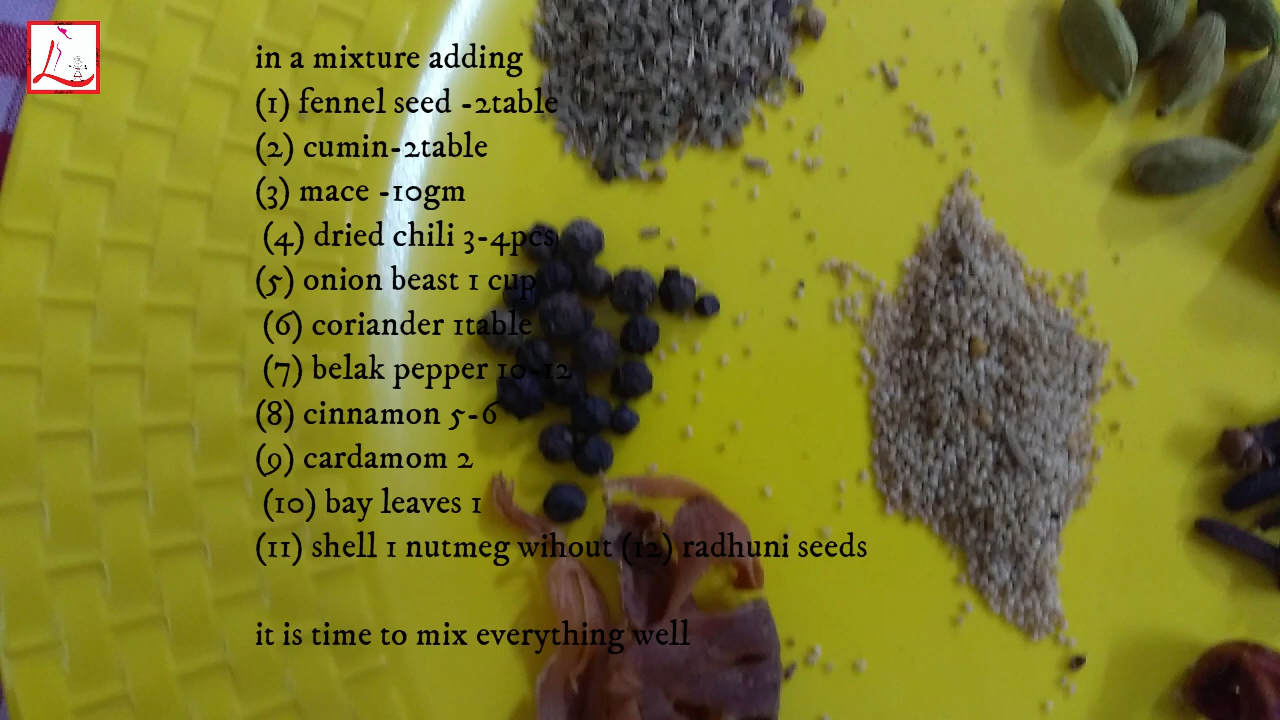 in a mixture adding
(1) fennel seed -2table
(2) cumin-2table
(3) mace -10gm
(4) dried chili 3-4pcs
(5) onion beast 1 cup
(6) coriander 1table
(7) belak pepper 10-12
(8) cinnamon 5-6
(9) cardamom 2
(10) bay leaves 1
(11) shell 1 nutmeg wihout (12) radhuni seeds
it is time to mix everything well